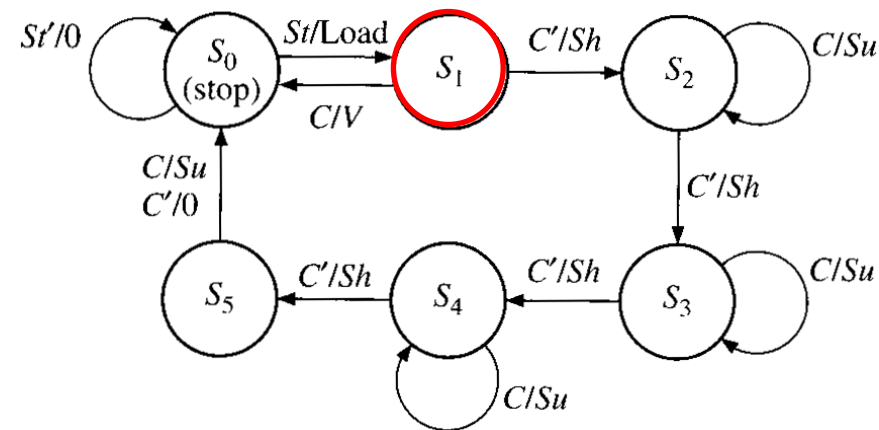 St′/0
S₀
(stop)
St/Load
C/V
S₁
C′/Sh
S₂
C/Su
C′/Sh
C/Su
C′/0
S₅
C′/Sh
S₄
C′/Sh
S₃
C/Su
C/Su